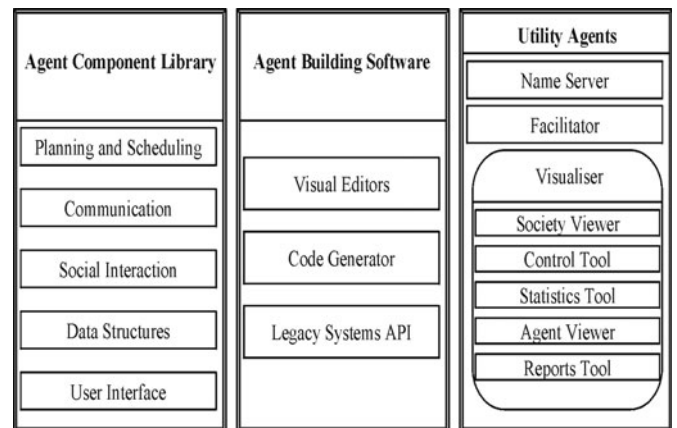 Agent Component Library
Planning and Scheduling
Communication
Social Interaction
Data Structures
User Interface
Agent Building Software
Visual Editors
Code Generator
Legacy Systems API
Utility Agents
Name Server
Facilitator
Visualiser
Society Viewer
Control Tool
Statistics Tool
Agent Viewer
Reports Tool